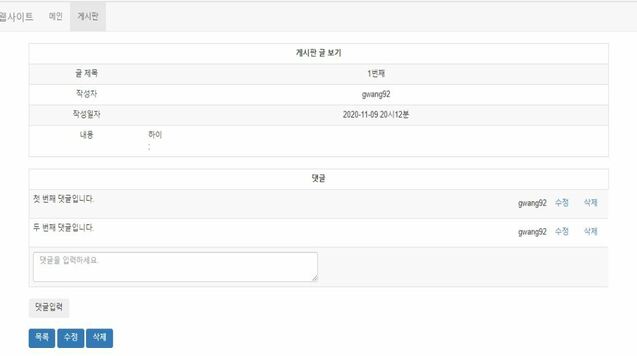 웹사이트 메인 게시판
게시판 글 보기
글 제목 1번째
작성자 gwang92
작성일자 2020-11-09 20시12분
내용 하이
;
댓글
첫 번째 댓글입니다. gwang92 수정 삭제
두 번째 댓글입니다. gwang92 수정 삭제
댓글을 입력하세요.
댓글입력
목록 수정 삭제